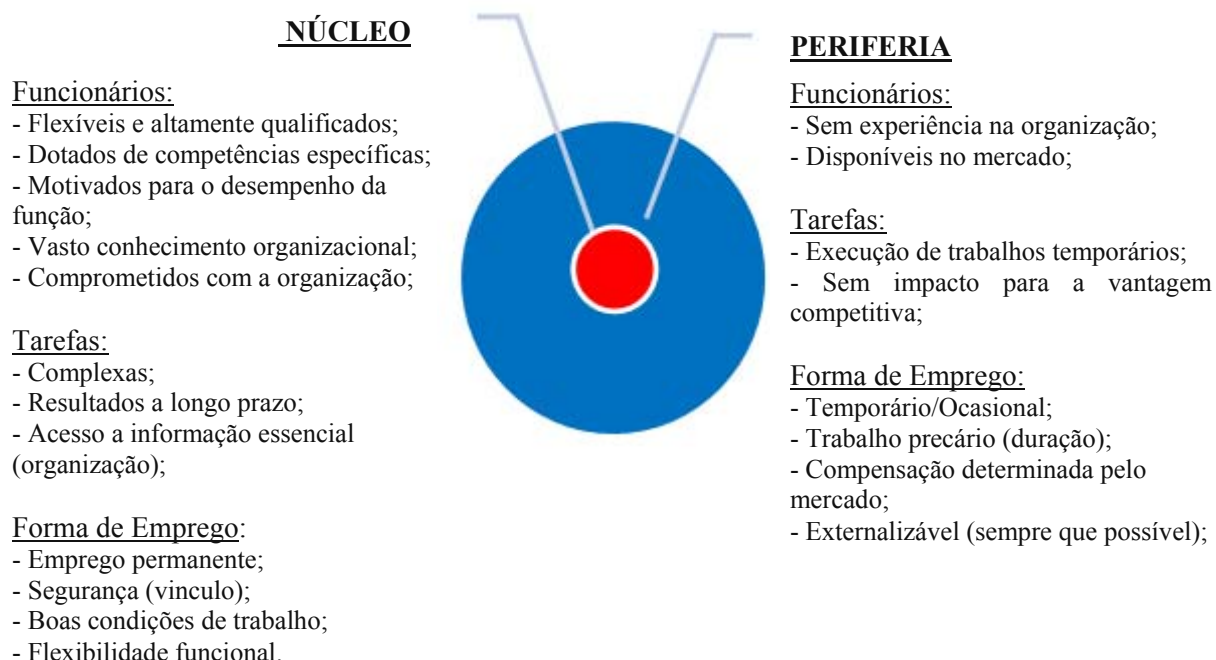 NÚCLEO
Funcionários:
- Flexíveis e altamente qualificados;
- Dotados de competências específicas;
- Motivados para o desempenho da
função;
- Vasto conhecimento organizacional;
- Comprometidos com a organização;
Tarefas:
- Complexas;
- Resultados a longo prazo;
- Acesso a informação essencial
(organização);
Forma de Emprego:
- Emprego permanente;
- Segurança (vinculo);
- Boas condições de trabalho;
- Flexibilidade funcional.
PERIFERIA
Funcionários:
- Sem experiência na organização;
- Disponíveis no mercado;
Tarefas:
- Execução de trabalhos temporários;
- Sem impacto para a vantagem
competitiva;
Forma de Emprego:
- Temporário/Ocasional;
- Trabalho precário (duração);
- Compensação determinada pelo
mercado;
- Externalizável (sempre que possível);